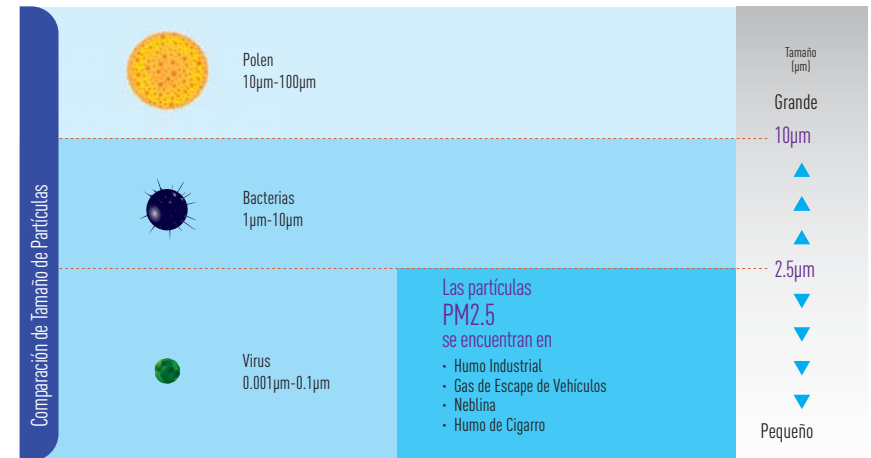 Comparación de Tamaño de Partículas
Polen
10µm-100µm
Bacterias
1µm-10µm
Virus
0.001µm-0.1µm
Las partículas
PM2.5
se encuentran en
· Humo Industrial
· Gas de Escape de Vehículos
· Neblina
· Humo de Cigarro
Tamaño
(µm)
Grande
10µm
2.5µm
Pequeño